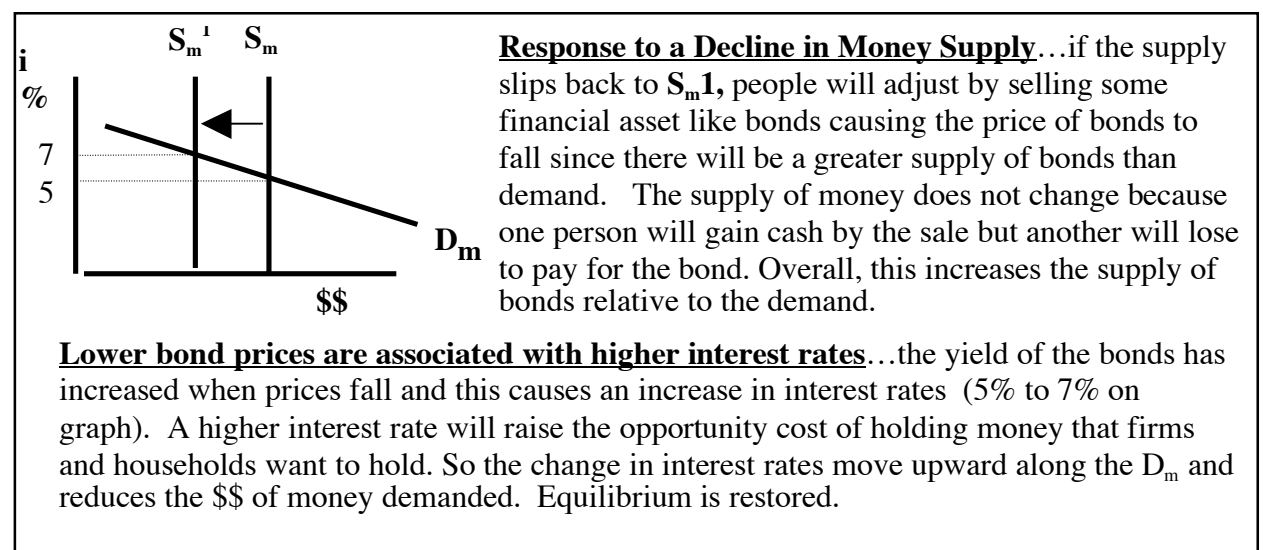 S_m^1 S_m
i
%
7
5
D_m
$$
Response to a Decline in Money Supply…if the supply
slips back to S_m1, people will adjust by selling some
financial asset like bonds causing the price of bonds to
fall since there will be a greater supply of bonds than
demand. The supply of money does not change because
one person will gain cash by the sale but another will lose
to pay for the bond. Overall, this increases the supply of
bonds relative to the demand.
Lower bond prices are associated with higher interest rates…the yield of the bonds has
increased when prices fall and this causes an increase in interest rates (5% to 7% on
graph). A higher interest rate will raise the opportunity cost of holding money that firms
and households want to hold. So the change in interest rates move upward along the D_m and
reduces the $$ of money demanded. Equilibrium is restored.